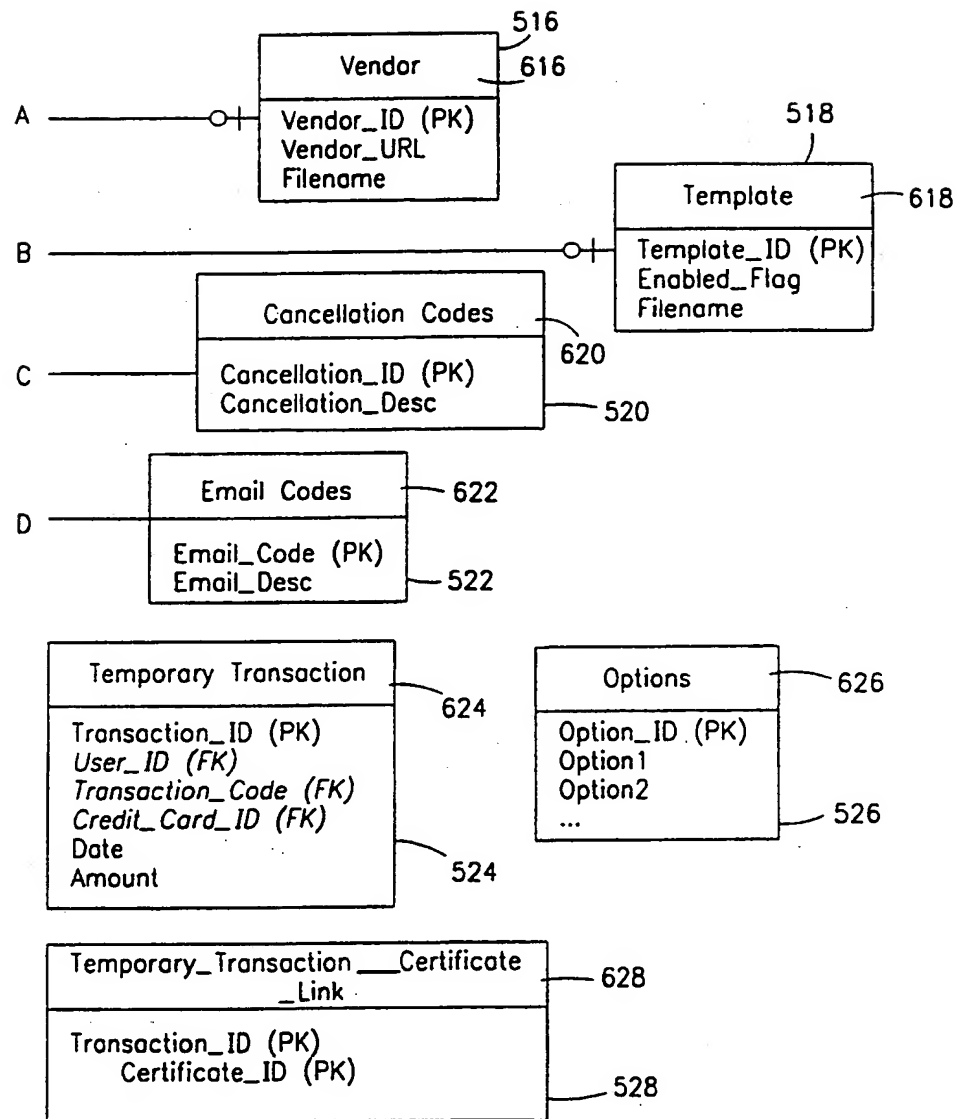 516
Vendor
616
A
Vendor_ID (PK)
Vendor_URL
Filename
518
Template
618
B
Template_ID (PK)
Enabled_Flag
Filename
Cancellation Codes
620
C
Cancellation_ID (PK)
Cancellation_Desc
520
Email Codes
622
D
Email_Code (PK)
Email_Desc
522
Temporary Transaction
624
Transaction_ID (PK)
User_ID (FK)
Transaction_Code (FK)
Credit_Card_ID (FK)
Date
Amount
524
Options
626
Option_ID (PK)
Option1
Option2
...
526
Temporary_Transaction___Certificate
_Link
628
Transaction_ID (PK)
Certificate_ID (PK)
528